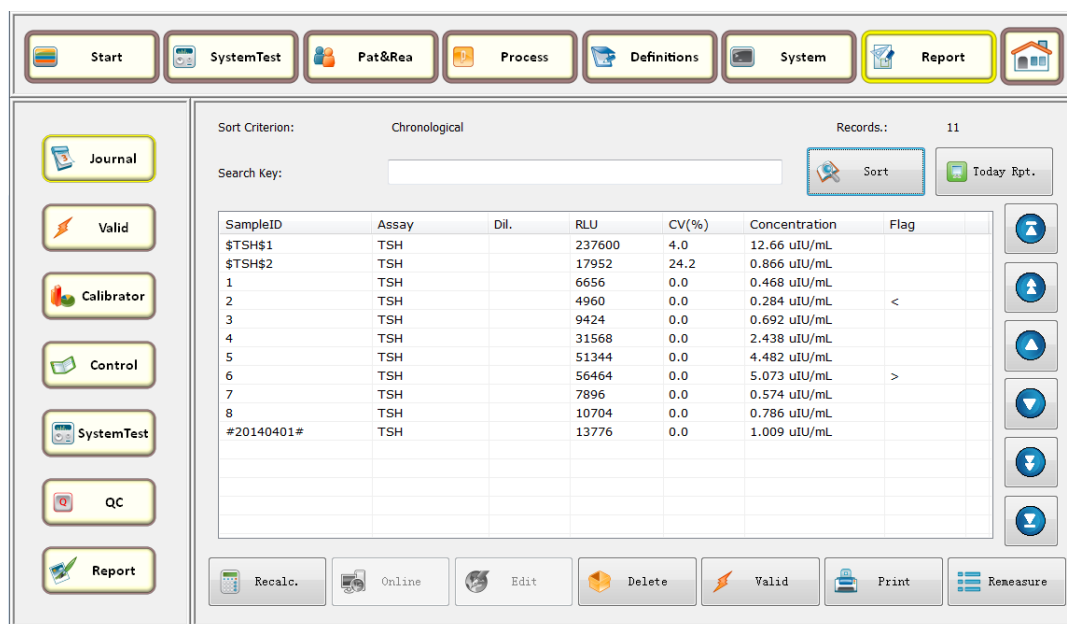 Start SystemTest Pat&Rea Process Definitions System Report
Journal
Valid
Calibrator
Control
SystemTest
QC
Report
Sort Criterion: Chronological Records.: 11
Search Key: Sort Today Rpt.
SampleID Assay Dil. RLU CV(%) Concentration Flag
$TSH$1 TSH 237600 4.0 12.66 uIU/mL
$TSH$2 TSH 17952 24.2 0.866 uIU/mL
1 TSH 6656 0.0 0.468 uIU/mL
2 TSH 4960 0.0 0.284 uIU/mL <
3 TSH 9424 0.0 0.692 uIU/mL
4 TSH 31568 0.0 2.438 uIU/mL
5 TSH 51344 0.0 4.482 uIU/mL
6 TSH 56464 0.0 5.073 uIU/mL >
7 TSH 7896 0.0 0.574 uIU/mL
8 TSH 10704 0.0 0.786 uIU/mL
#20140401# TSH 13776 0.0 1.009 uIU/mL
Recalc. Online Edit Delete Valid Print Remeasure